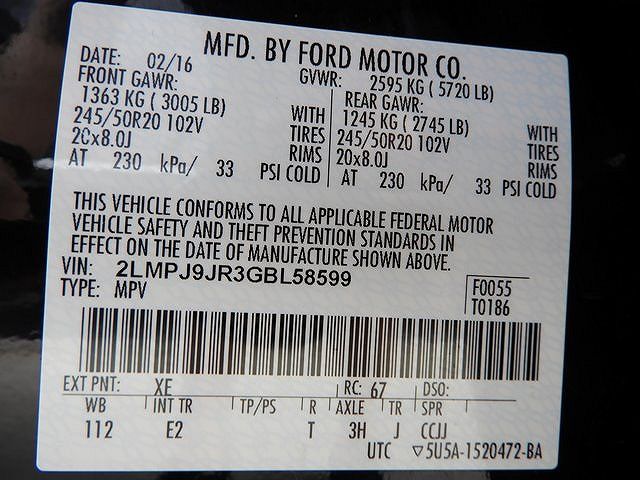 MFD. BY FORD MOTOR CO.
DATE: 02/16 GVWR: 2595 KG ( 5720 LB)
FRONT GAWR: REAR GAWR:
1363 KG ( 3005 LB) WITH 1245 KG ( 2745 LB) WITH
245/50R20 102V TIRES 245/50R20 102V TIRES
20x8.0J RIMS 20x8.0J RIMS
AT 230 kPa/ 33 PSI COLD AT 230 kPa/ 33 PSI COLD
THIS VEHICLE CONFORMS TO ALL APPLICABLE FEDERAL MOTOR
VEHICLE SAFETY AND THEFT PREVENTION STANDARDS IN
EFFECT ON THE DATE OF MANUFACTURE SHOWN ABOVE.
VIN: 2LMPJ9JR3GBL58599 F0055
TYPE: MPV T0186
EXT PNT: XE RC: 67 DSO:
WB INT TR TP/PS R AXLE TR SPR
112 E2 T 3H J CCJJ
UTC ▽5U5A-1520472-BA